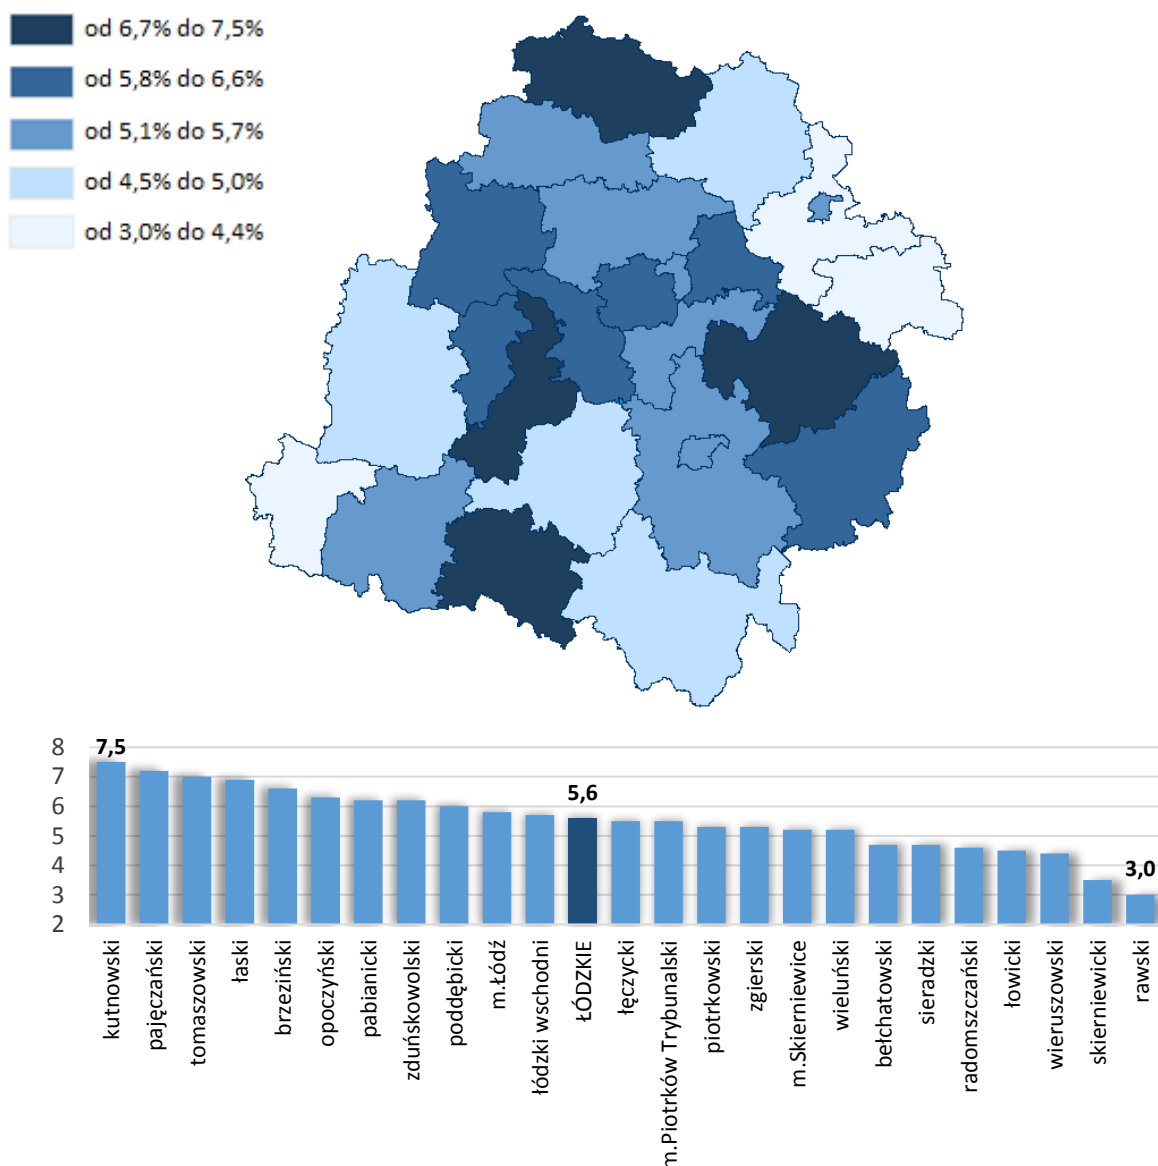 od 6,7% do 7,5%
od 5,8% do 6,6%
od 5,1% do 5,7%
od 4,5% do 5,0%
od 3,0% do 4,4%
8
7
6
5
4
3
2
7,5
5,6
3,0
kutnowski
pajęczański
tomaszowski
łaski
brzeziński
opoczyński
pabianicki
zduńskowolski
poddębicki
m.Łódź
łódzki wschodni
ŁÓDZKIE
łęczycki
m.Piotrków Trybunalski
piotrkowski
zgierski
m.Skierniewice
wieluński
bełchatowski
sieradzki
radomszczański
łowicki
wieruszowski
skierniewicki
rawski